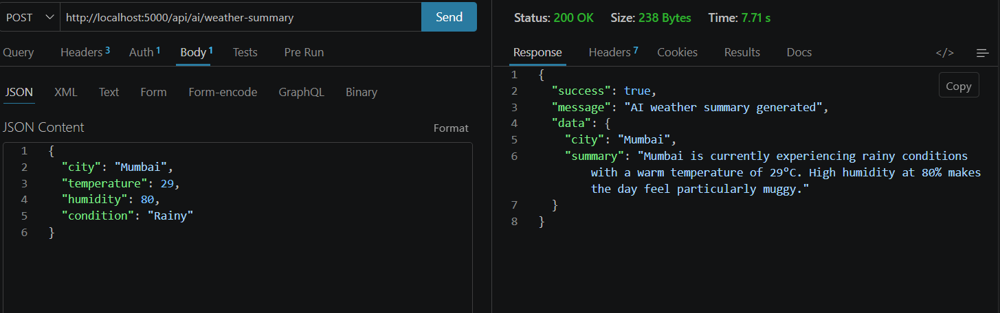 POST http://localhost:5000/api/ai/weather-summary Send
Query Headers 3 Auth 1 Body 1 Tests Pre Run
JSON XML Text Form Form-encode GraphQL Binary
JSON Content Format
1 {
2 "city": "Mumbai",
3 "temperature": 29,
4 "humidity": 80,
5 "condition": "Rainy"
6 }
Status: 200 OK Size: 238 Bytes Time: 7.71 s
Response Headers 7 Cookies Results Docs </>
Copy
1 {
2 "success": true,
3 "message": "AI weather summary generated",
4 "data": {
5 "city": "Mumbai",
6 "summary": "Mumbai is currently experiencing rainy conditions
with a warm temperature of 29°C. High humidity at 80% makes
the day feel particularly muggy."
7 }
8 }